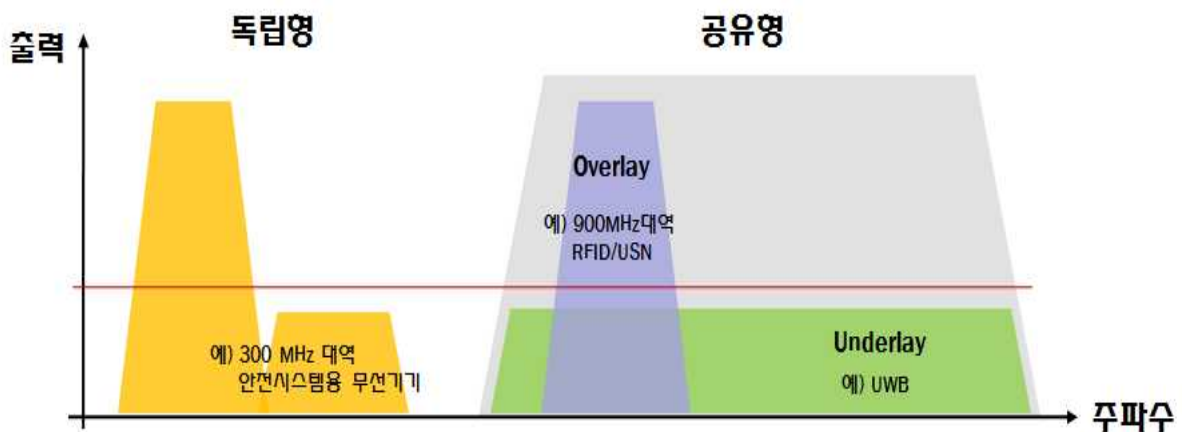 독립형
공유형
출력
Overlay
예) 900MHz대역
RFID/USN
예) 300 MHz 대역
안전시스템용 무선기기
Underlay
예) UWB
주파수